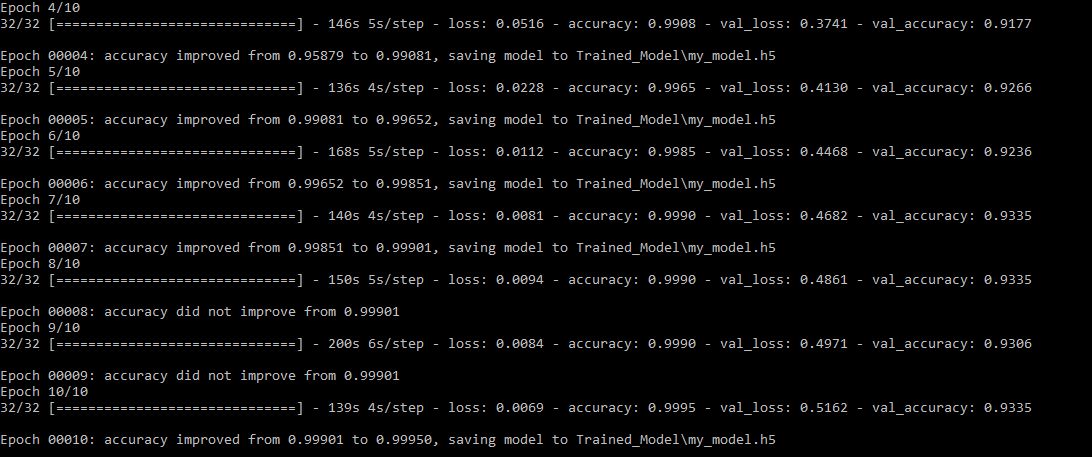 Epoch 4/10
32/32 [==============================] - 146s 5s/step - loss: 0.0516 - accuracy: 0.9908 - val_loss: 0.3741 - val_accuracy: 0.9177
Epoch 00004: accuracy improved from 0.95879 to 0.99081, saving model to Trained_Model\my_model.h5
Epoch 5/10
32/32 [==============================] - 136s 4s/step - loss: 0.0228 - accuracy: 0.9965 - val_loss: 0.4130 - val_accuracy: 0.9266
Epoch 00005: accuracy improved from 0.99081 to 0.99652, saving model to Trained_Model\my_model.h5
Epoch 6/10
32/32 [==============================] - 168s 5s/step - loss: 0.0112 - accuracy: 0.9985 - val_loss: 0.4468 - val_accuracy: 0.9236
Epoch 00006: accuracy improved from 0.99652 to 0.99851, saving model to Trained_Model\my_model.h5
Epoch 7/10
32/32 [==============================] - 140s 4s/step - loss: 0.0081 - accuracy: 0.9990 - val_loss: 0.4682 - val_accuracy: 0.9335
Epoch 00007: accuracy improved from 0.99851 to 0.99901, saving model to Trained_Model\my_model.h5
Epoch 8/10
32/32 [==============================] - 150s 5s/step - loss: 0.0094 - accuracy: 0.9990 - val_loss: 0.4861 - val_accuracy: 0.9335
Epoch 00008: accuracy did not improve from 0.99901
Epoch 9/10
32/32 [==============================] - 200s 6s/step - loss: 0.0084 - accuracy: 0.9990 - val_loss: 0.4971 - val_accuracy: 0.9306
Epoch 00009: accuracy did not improve from 0.99901
Epoch 10/10
32/32 [==============================] - 139s 4s/step - loss: 0.0069 - accuracy: 0.9995 - val_loss: 0.5162 - val_accuracy: 0.9335
Epoch 00010: accuracy improved from 0.99901 to 0.99950, saving model to Trained_Model\my_model.h5